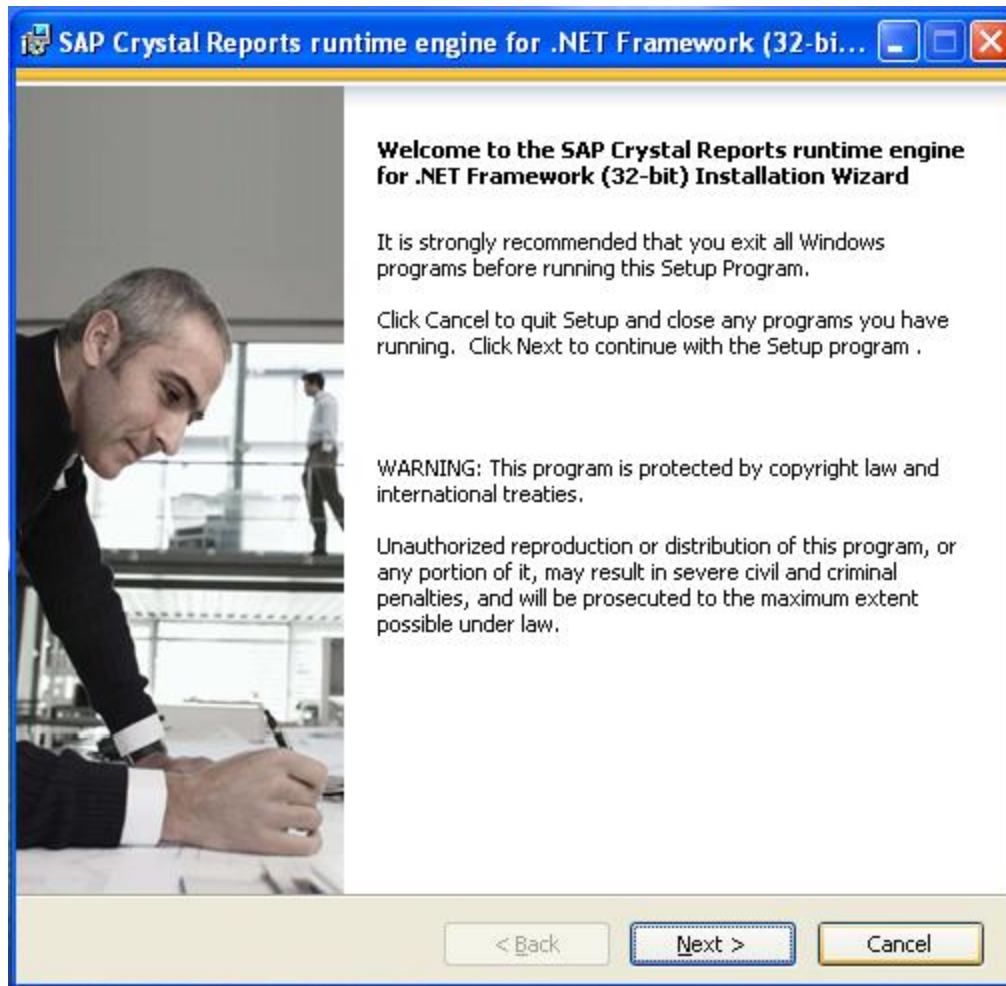 SAP Crystal Reports runtime engine for .NET Framework (32-bi...
Welcome to the SAP Crystal Reports runtime engine
for .NET Framework (32-bit) Installation Wizard
It is strongly recommended that you exit all Windows
programs before running this Setup Program.
Click Cancel to quit Setup and close any programs you have
running.  Click Next to continue with the Setup program .
WARNING: This program is protected by copyright law and
international treaties.
Unauthorized reproduction or distribution of this program, or
any portion of it, may result in severe civil and criminal
penalties, and will be prosecuted to the maximum extent
possible under law.
< Back
Next >
Cancel